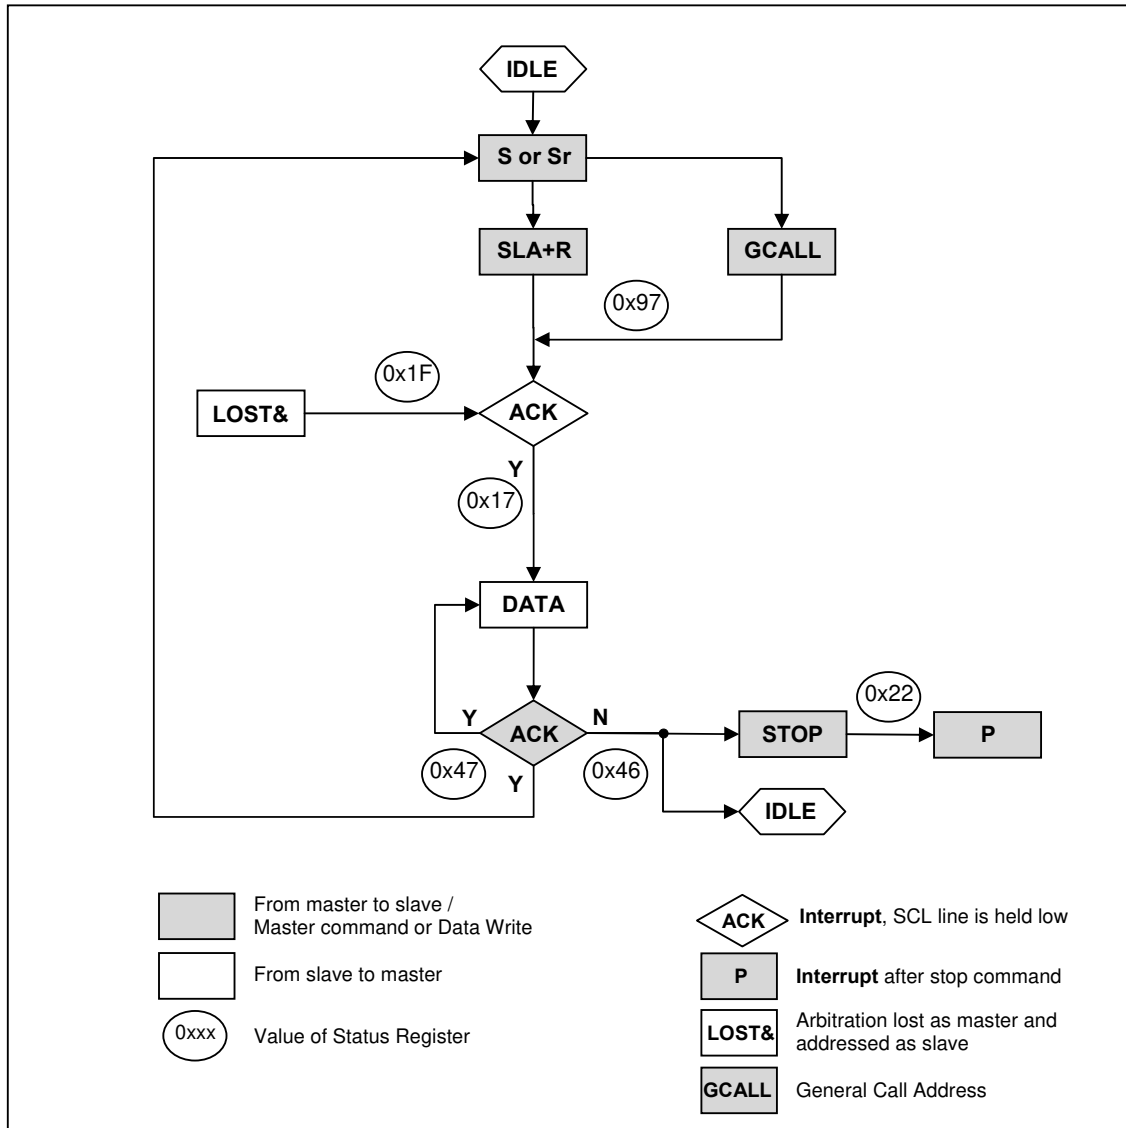 IDLE
S or Sr
SLA+R
GCALL
0x97
0x1F
LOST&
ACK
Y
0x17
DATA
0x22
Y
ACK
N
STOP
P
0x47
Y
0x46
IDLE
From master to slave /
Master command or Data Write
From slave to master
0xxx
Value of Status Register
ACK
Interrupt, SCL line is held low
P
Interrupt after stop command
LOST&
Arbitration lost as master and
addressed as slave
GCALL
General Call Address